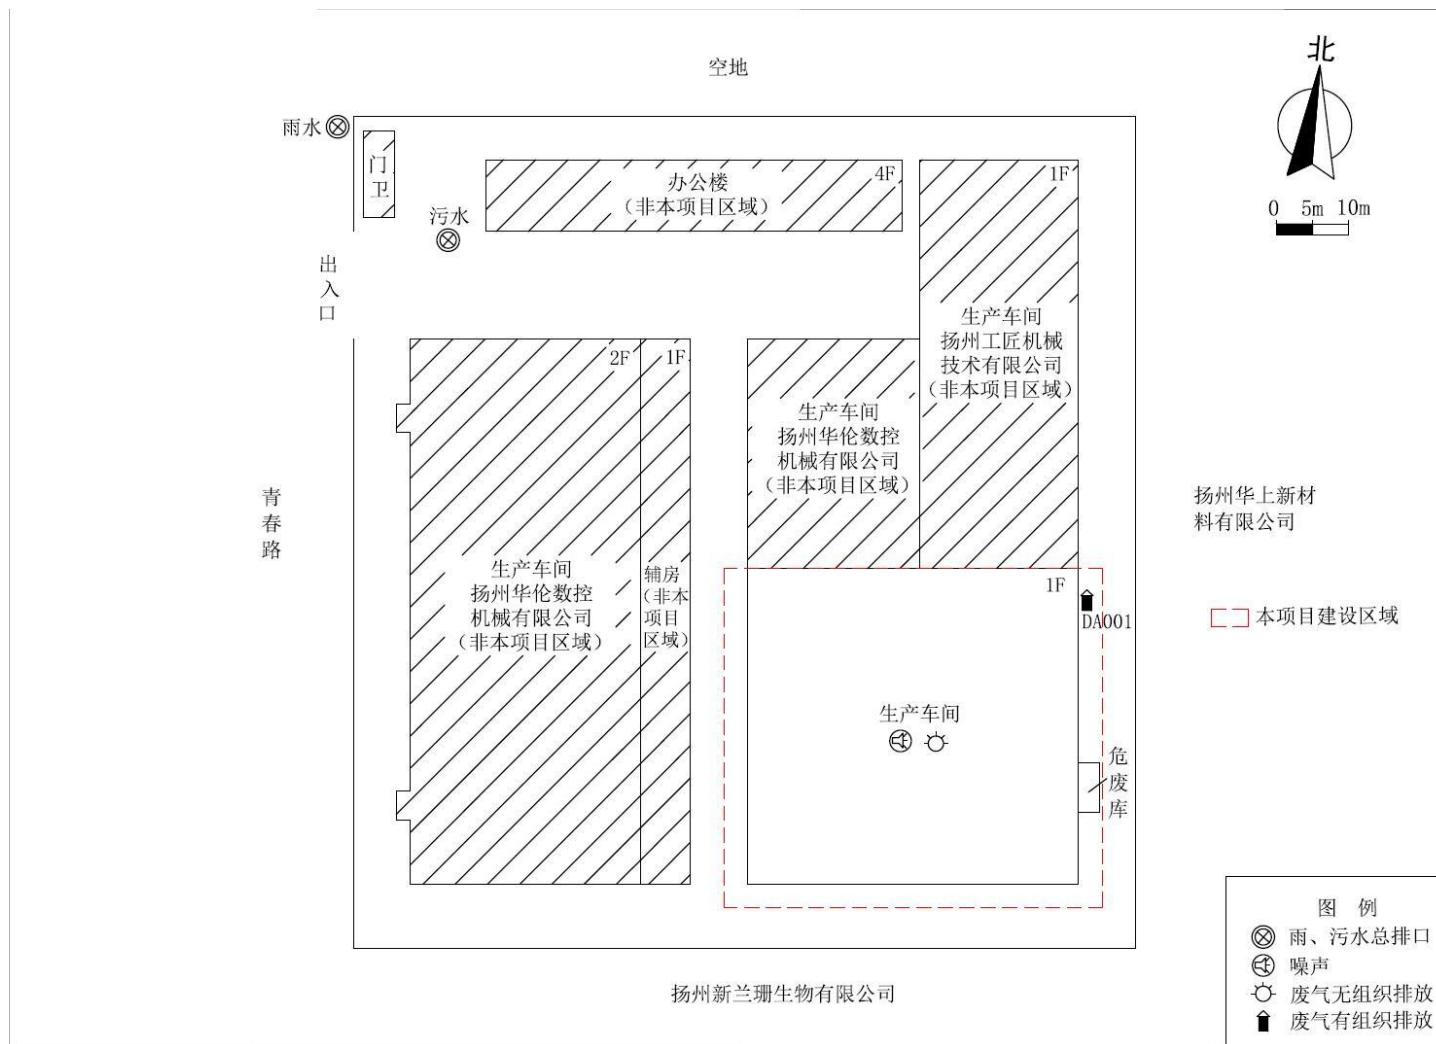 北
空地
雨水
门
卫
0 5m 10m
办公楼
（非本项目区域）
4F
1F
污水
出
入
口
生产车间
扬州工匠机械
技术有限公司
（非本项目区域）
2F
1F
生产车间
扬州华伦数控
机械有限公司
（非本项目区域）
青
春
路
扬州华上新材
料有限公司
生产车间
扬州华伦数控
机械有限公司
（非本项目区域）
辅房
（非本
项目
区域）
1F
DA001
本项目建设区域
生产车间
危
废
库
图 例
雨、污水总排口
噪声
废气无组织排放
废气有组织排放
扬州新兰珊生物有限公司